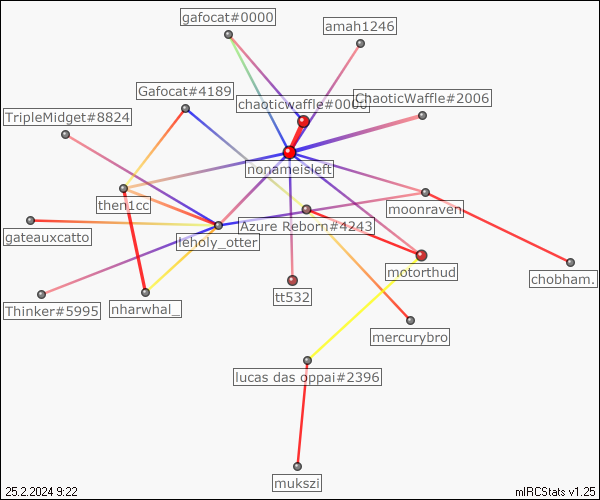 gafocat#0000
amah1246
Gafocat#4189
chaoticwaffle#0000
ChaoticWaffle#2006
TripleMidget#8824
nonameisleft
then1cc
moonraven
Azure Reborn#4243
gateauxcatto
leholy_otter
motorthud
chobham.
tt532
Thinker#5995
nharwhal_
mercurybro
lucas das oppai#2396
mukszi
25.2.2024 9:22
mIRCStats v1.25